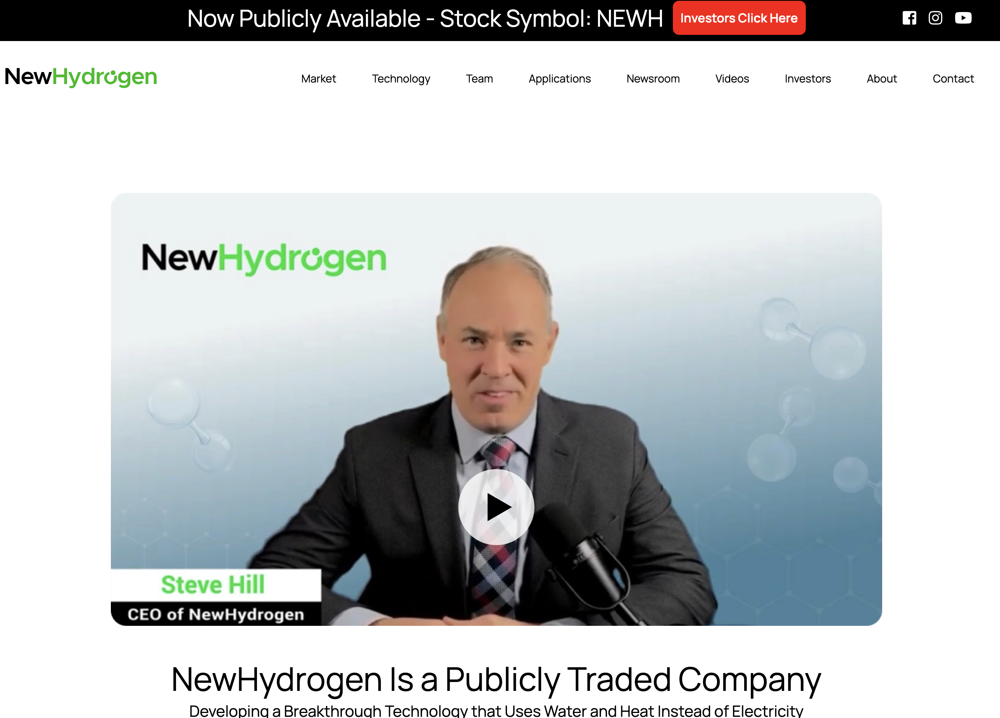 Now Publicly Available - Stock Symbol: NEWH
Investors Click Here
NewHydrogen
Market
Technology
Team
Applications
Newsroom
Videos
Investors
About
Contact
NewHydrogen
Steve Hill
CEO of NewHydrogen
NewHydrogen Is a Publicly Traded Company
Developing a Breakthrough Technology that Uses Water and Heat Instead of Electricity